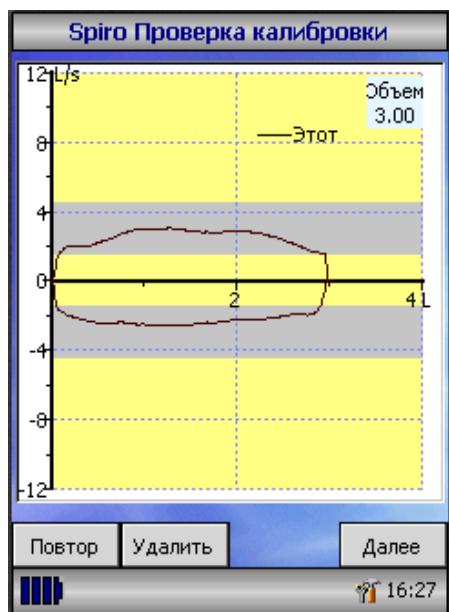 Spiro Проверка калибровки
12 L/s
Объем
3.00
Этот
8
4
0
2
4 L
-4
-8
-12
Повтор Удалить Далее
16:27